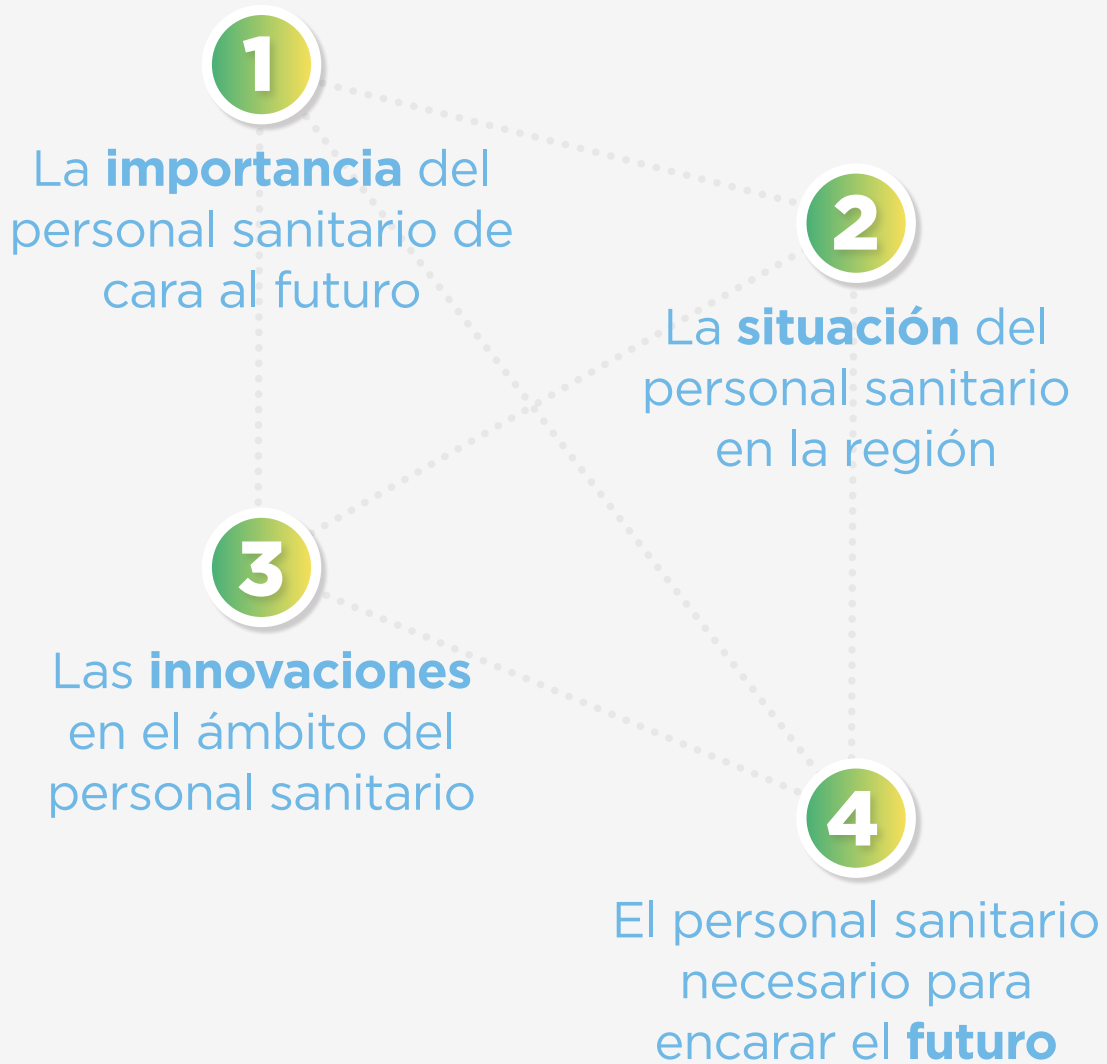 1
La importancia del
personal sanitario de
cara al futuro
2
La situación del
personal sanitario
en la región
3
Las innovaciones
en el ámbito del
personal sanitario
4
El personal sanitario
necesario para
encarar el futuro